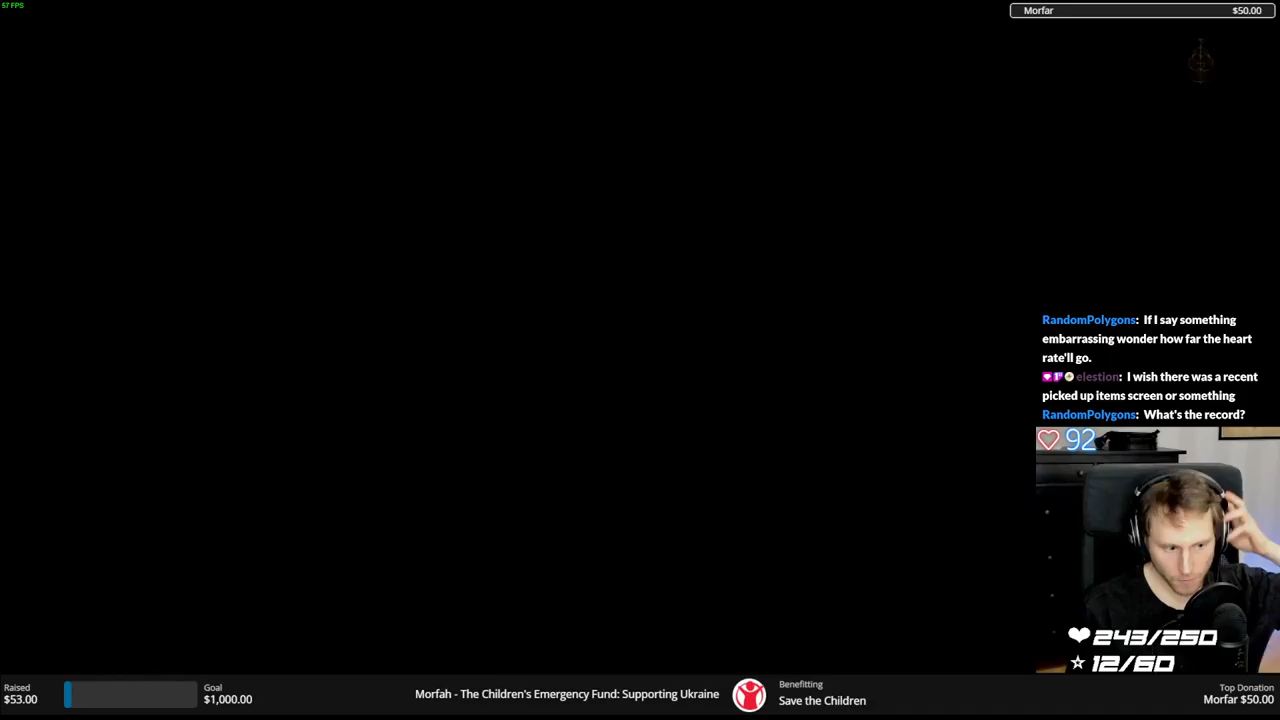 57 FPS
Morfar $50.00
RandomPolygons: If I say something
embarrassing wonder how far the heart
rate'll go.
elestion: I wish there was a recent
picked up items screen or something
RandomPolygons: What's the record?
92
243/250
12/60
Raised
$53.00
Goal
$1,000.00
Morfah - The Children's Emergency Fund: Supporting Ukraine
Benefitting
Save the Children
Top Donation
Morfar $50.00